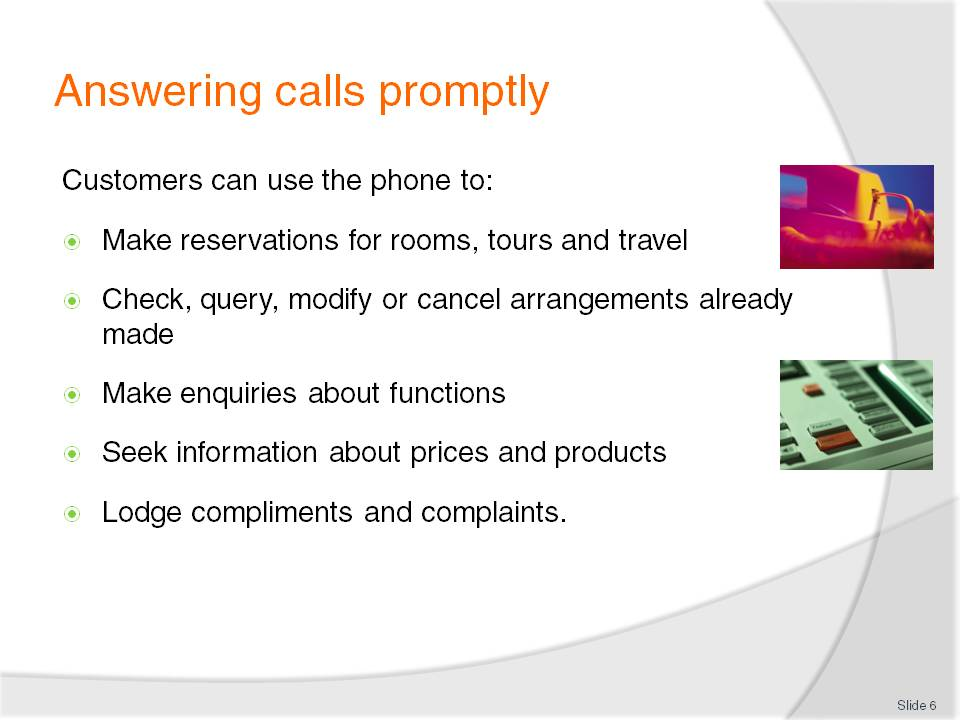 Answering calls promptly
Customers can use the phone to:
Make reservations for rooms, tours and travel
Check, query, modify or cancel arrangements already
made
Make enquiries about functions
Seek information about prices and products
Lodge compliments and complaints.
Slide 6